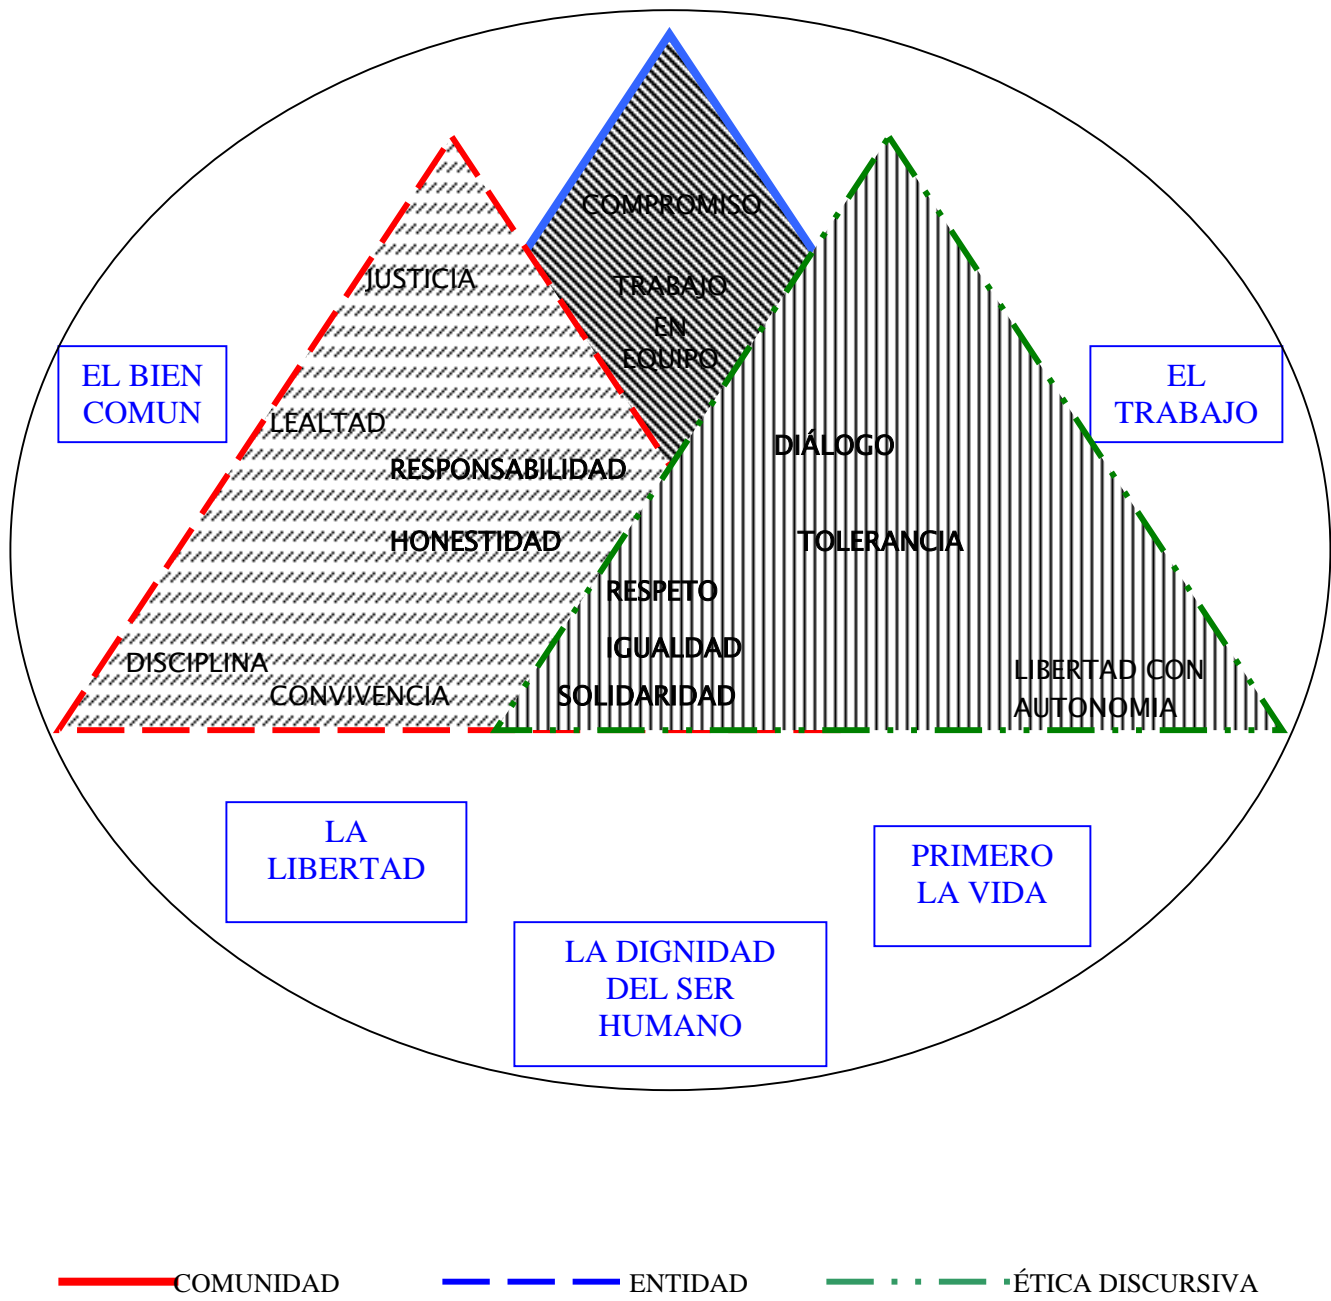 COMPROMISO
JUSTICIA
TRABAJO
EN
EQUIPO
EL BIEN
COMUN
EL
TRABAJO
LEALTAD
DIÁLOGO
RESPONSABILIDAD
HONESTIDAD
TOLERANCIA
RESPETO
IGUALDAD
DISCIPLINA
CONVIVENCIA
SOLIDARIDAD
LIBERTAD CON
AUTONOMIA
LA
LIBERTAD
PRIMERO
LA VIDA
LA DIGNIDAD
DEL SER
HUMANO
COMUNIDAD
ENTIDAD
ÉTICA DISCURSIVA